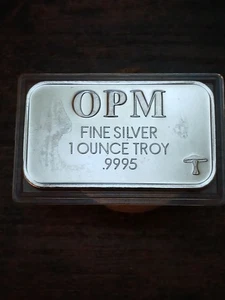 OPM
FINE SILVER
1 OUNCE TROY
.9995
T